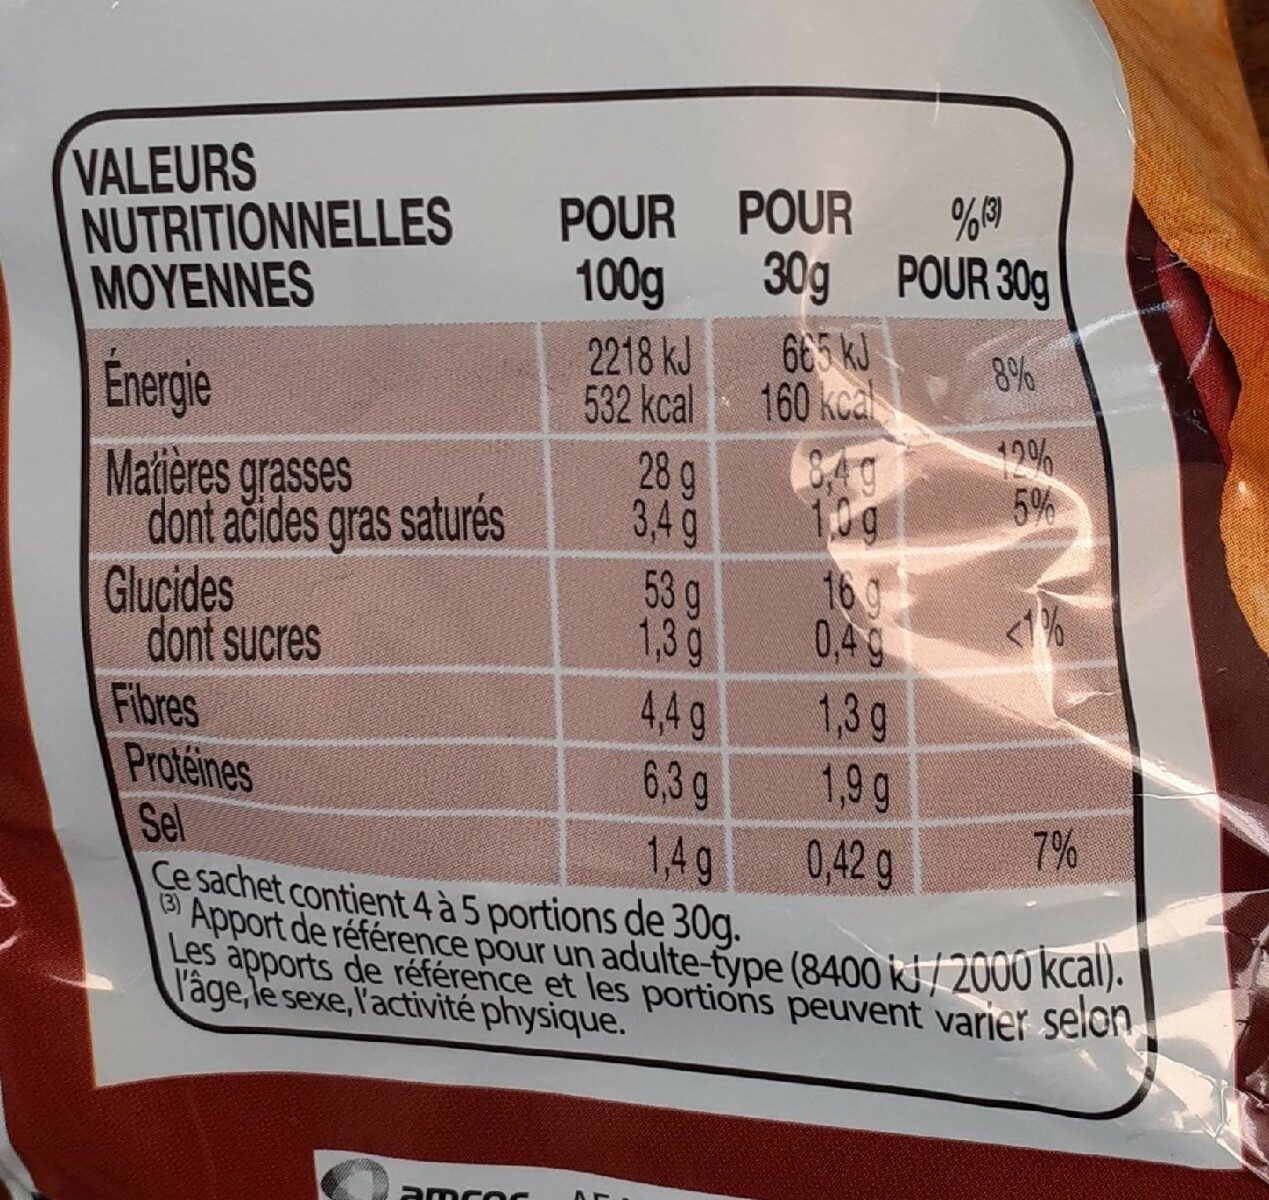 VALEURS
NUTRITIONNELLES
MOYENNES
POUR 100g
POUR 30g
%(3) POUR 30g
Énergie 2218 kJ 665 kJ 8%
532 kcal 160 kcal
Matières grasses 28 g 8,4 g 12%
dont acides gras saturés 3,4 g 1,0 g 5%
Glucides 53 g 16 g
dont sucres 1,3 g 0,4 g <1%
Fibres 4,4 g 1,3 g
Protéines 6,3 g 1,9 g
Sel 1,4 g 0,42 g 7%
Ce sachet contient 4 à 5 portions de 30g.
(3) Apport de référence pour un adulte-type (8400 kJ / 2000 kcal).
Les apports de référence et les portions peuvent varier selon
l'âge, le sexe, l'activité physique.
amcor